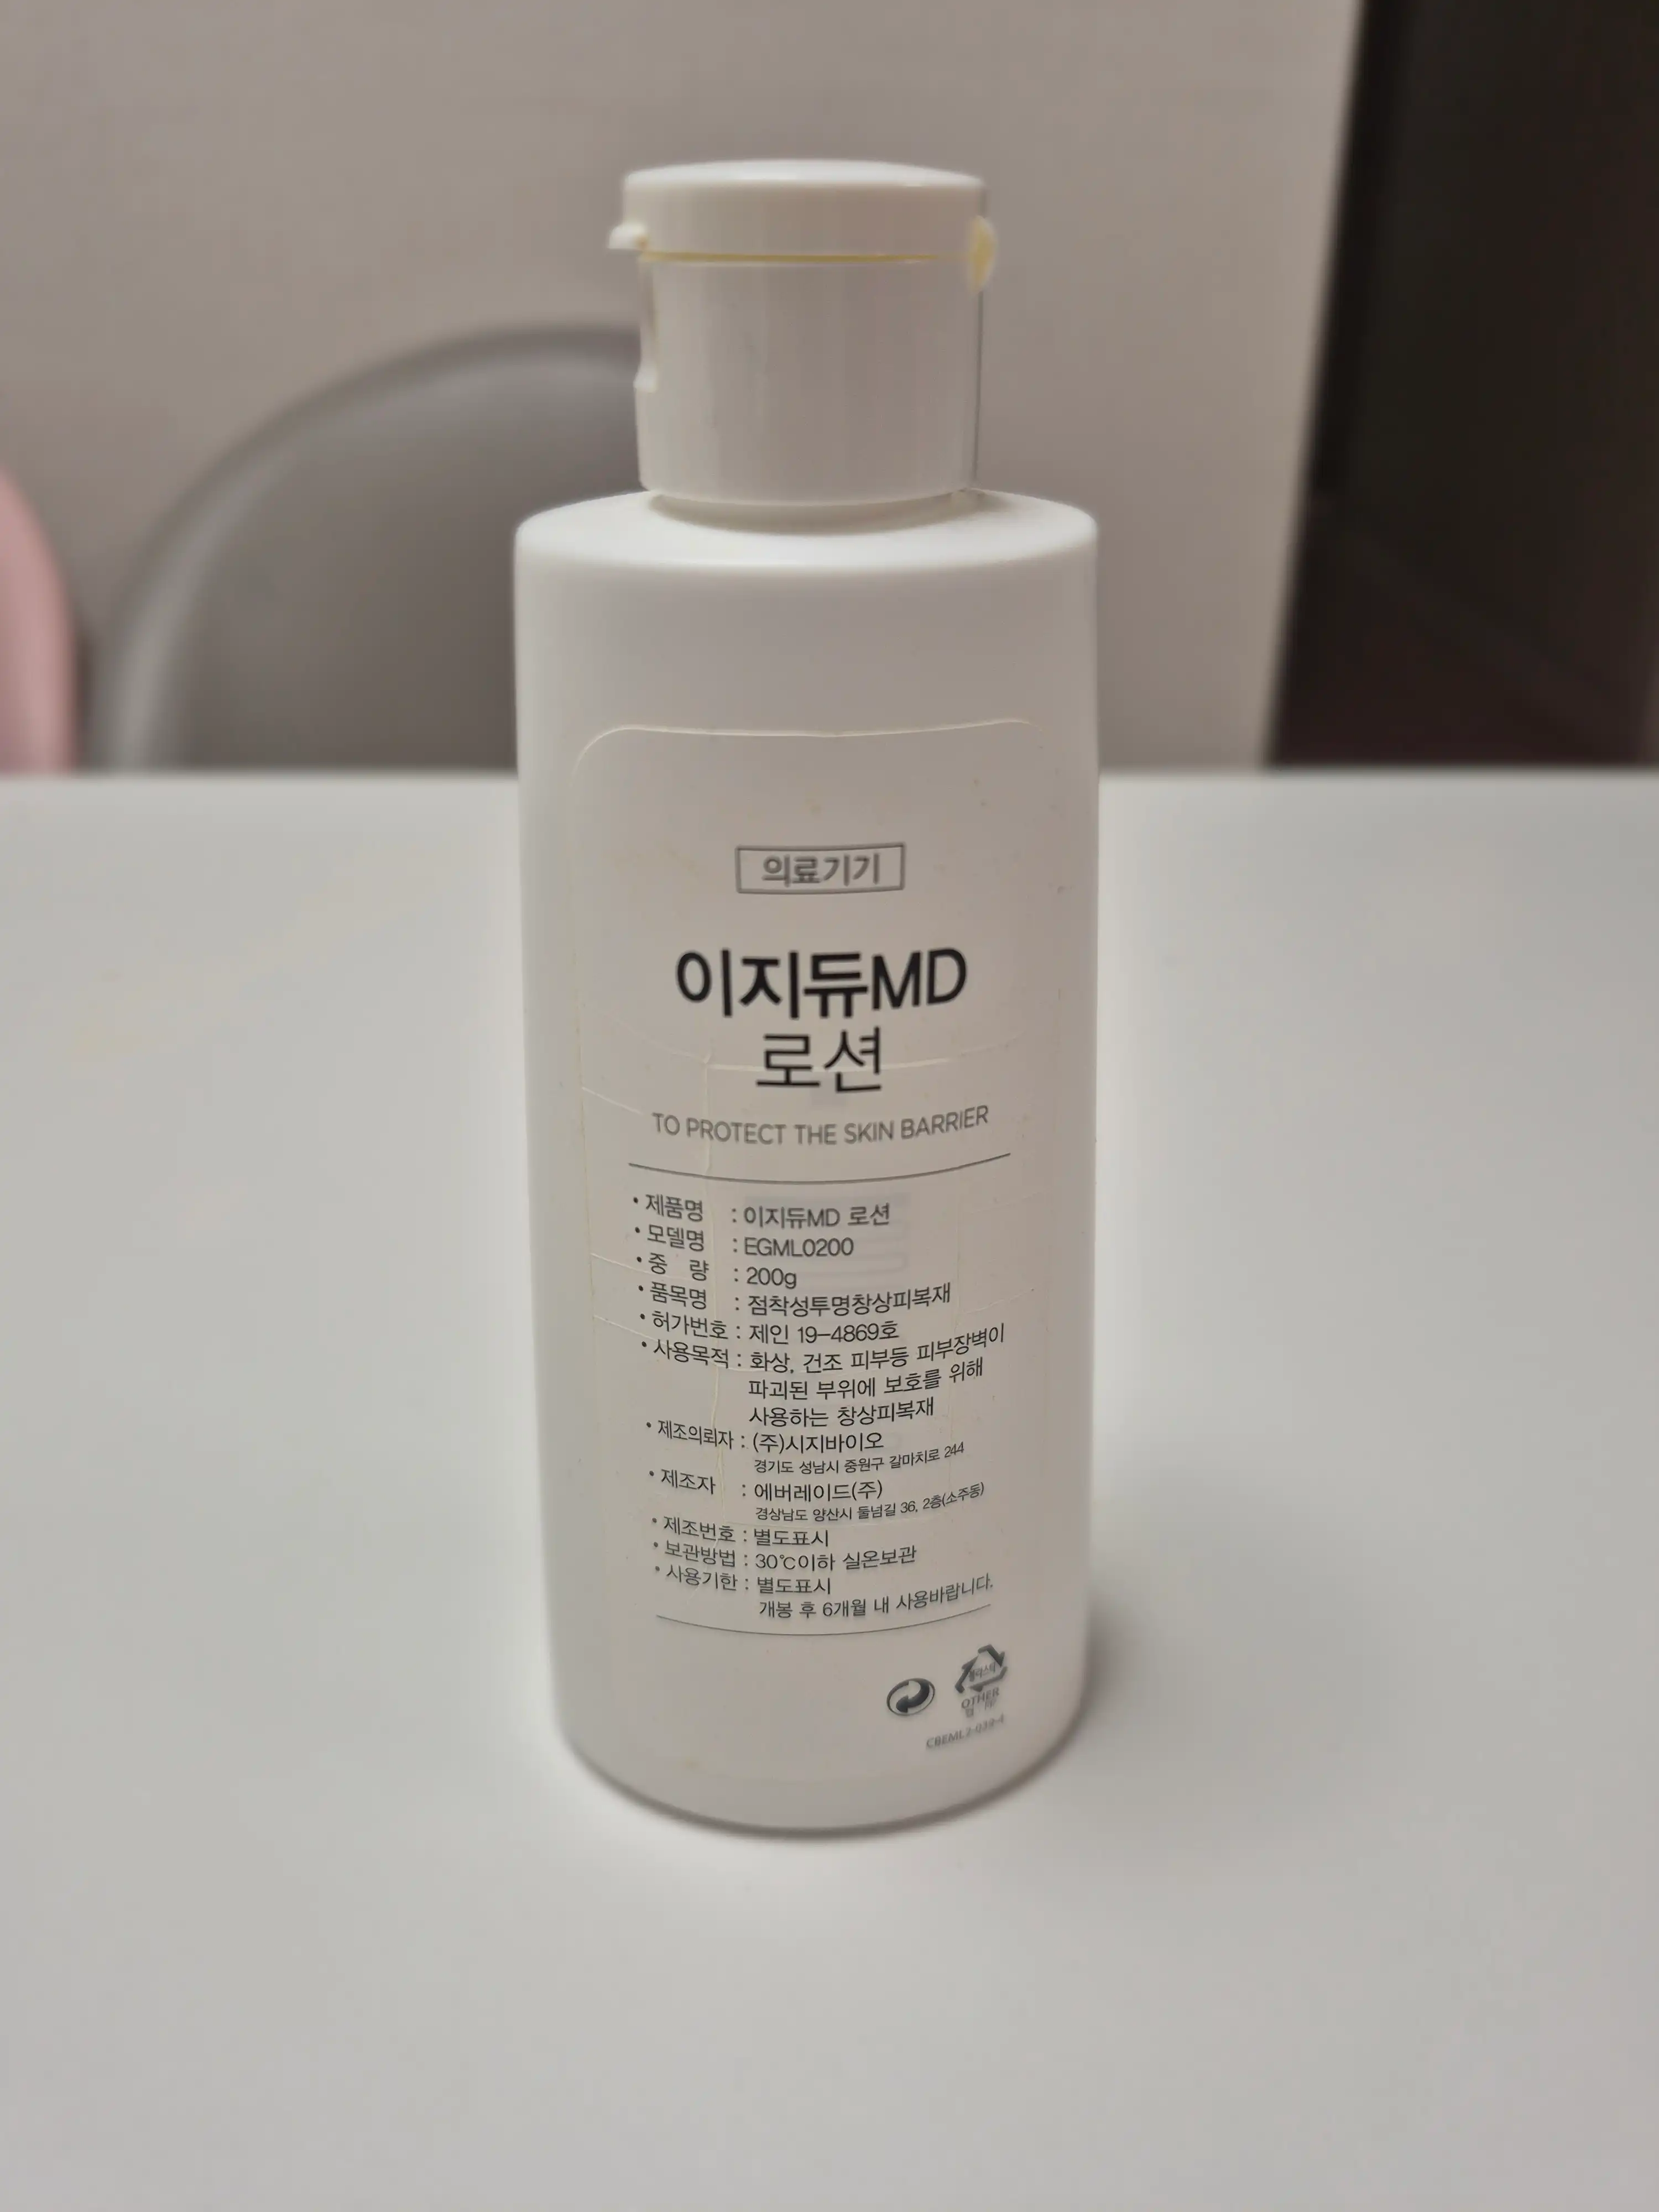 의료기기
이지듀MD
로션
TO PROTECT THE SKIN BARRIER
• 제품명 : 이지듀MD 로션
• 모델명 : EGML0200
• 중 량 : 200g
• 품목명 : 점착성투명창상피복재
• 허가번호 : 제인 19-4869호
• 사용목적 : 화상, 건조 피부등 피부장벽이
파괴된 부위에 보호를 위해
사용하는 창상피복재
• 제조의뢰자 : (주)시지바이오
경기도 성남시 중원구 갈마치로 244
• 제조자 : 에버레이드(주)
경상남도 양산시 둘넘길 36, 2층(소주동)
• 제조번호 : 별도표시
• 보관방법 : 30℃이하 실온보관
• 사용기한 : 별도표시
개봉 후 6개월 내 사용바랍니다.
플라스틱
OTHER